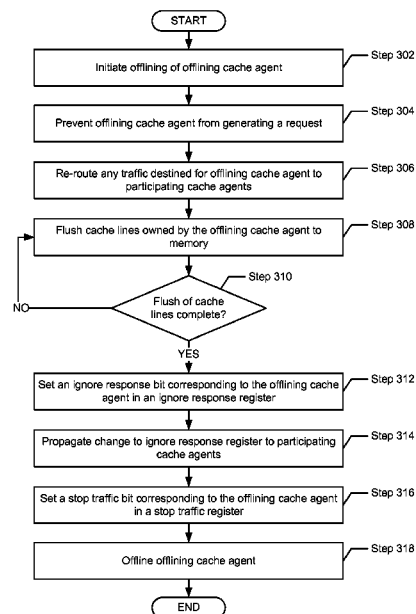 START
Step 302
Initiate offlining of offlining cache agent
Step 304
Prevent offlining cache agent from generating a request
Step 306
Re-route any traffic destined for offlining cache agent to
participating cache agents
Step 308
Flush cache lines owned by the offlining cache agent to
memory
Step 310
Flush of cache
lines complete?
NO
YES
Step 312
Set an ignore response bit corresponding to the offlining cache
agent in an ignore response register
Step 314
Propagate change to ignore response register to participating
cache agents
Step 316
Set a stop traffic bit corresponding to the offlining cache agent
in a stop traffic register
Step 318
Offline offlining cache agent
END